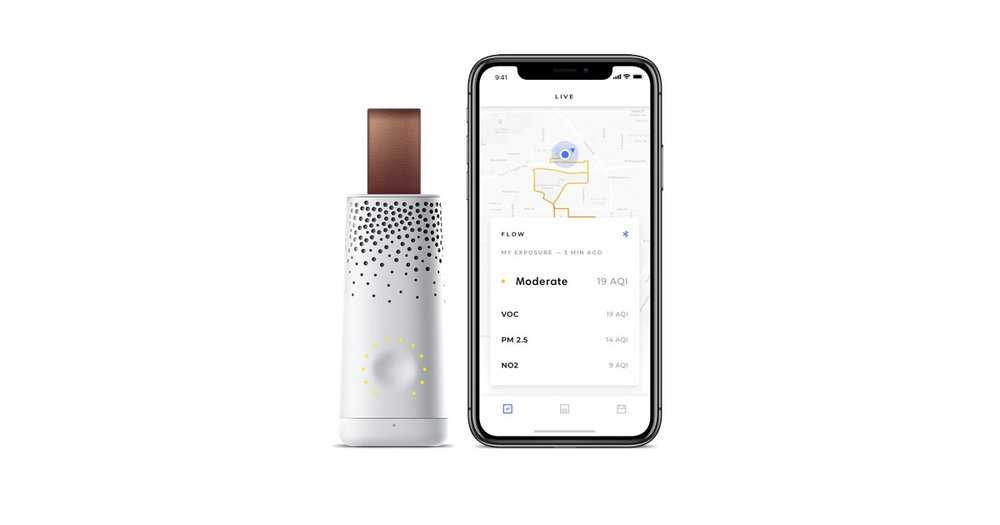 9:41
LIVE
FLOW
MY EXPOSURE — 3 MIN AGO
Moderate 19 AQI
VOC 19 AQI
PM 2.5 14 AQI
NO2 9 AQI